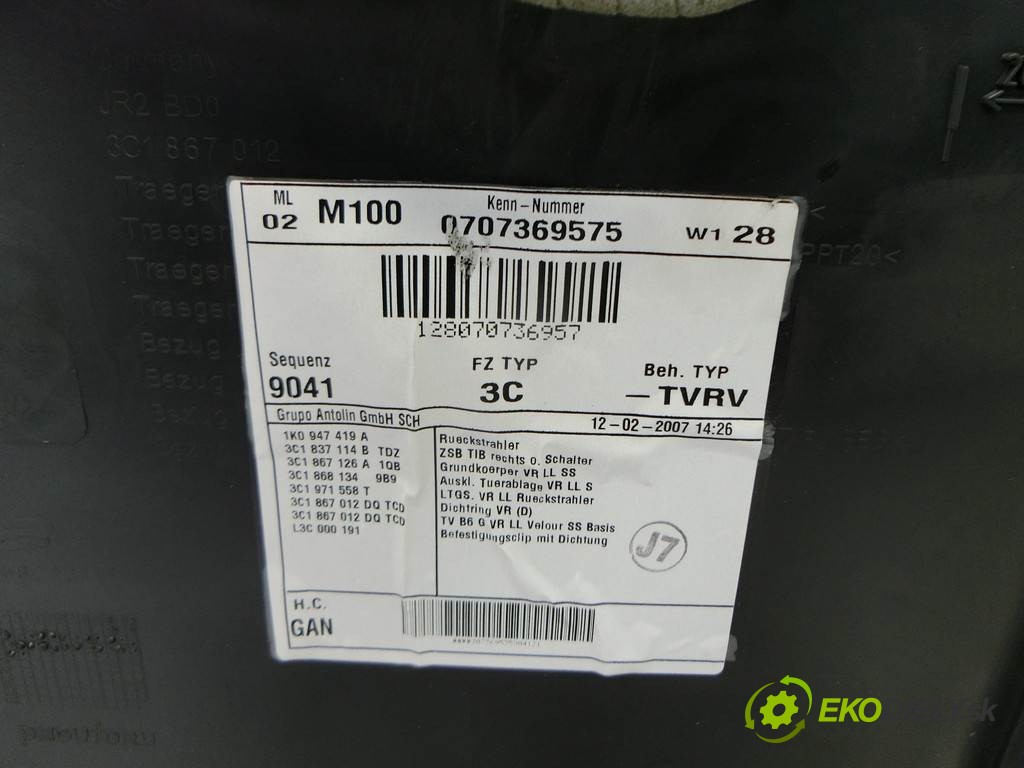 Germany
JR2 BD0
3C1 867 012
Traeger
Traeger
Traeger
Traeger
Bezug
Bezug
PPT20<
ML
02 M100
Kenn-Nummer
0707369575
W1 28
128070736957
Sequenz
9041
FZ TYP
3C
Beh. TYP
– TVRV
Grupo Antolin GmbH SCH
12-02-2007 14:26
1K0 947 419 A
3C1 837 114 B TDZ
3C1 867 126 A 1QB
3C1 868 134 9B9
3C1 971 558 T
3C1 867 012 DQ TCD
3C1 867 012 DQ TCD
L3C 000 191
Rueckstrahler
ZSB TIB rechts o. Schalter
Grundkoerper VR LL SS
Auskl. Tuerablage VR LL S
LTGS. VR LL Rueckstrahler
Dichtring VR (D)
TV B6 G VR LL Velour SS Basis
Befestigungsclip mit Dichtung
J7
H.C.
GAN
EKO